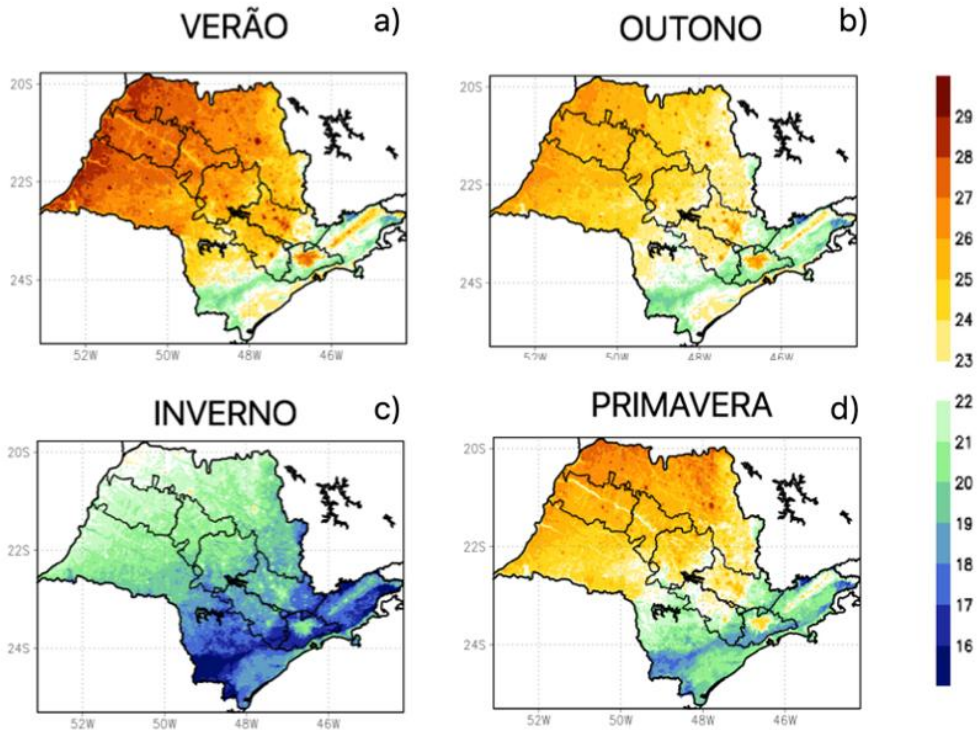 VERÃO a)
20S
22S
24S
52W 50W 48W 46W
OUTONO b)
20S
22S
24S
52W 50W 48W 46W
INVERNO c)
20S
22S
24S
52W 50W 48W 46W
PRIMAVERA d)
20S
22S
24S
52W 50W 48W 46W
29
28
27
26
25
24
23
22
21
20
19
18
17
16